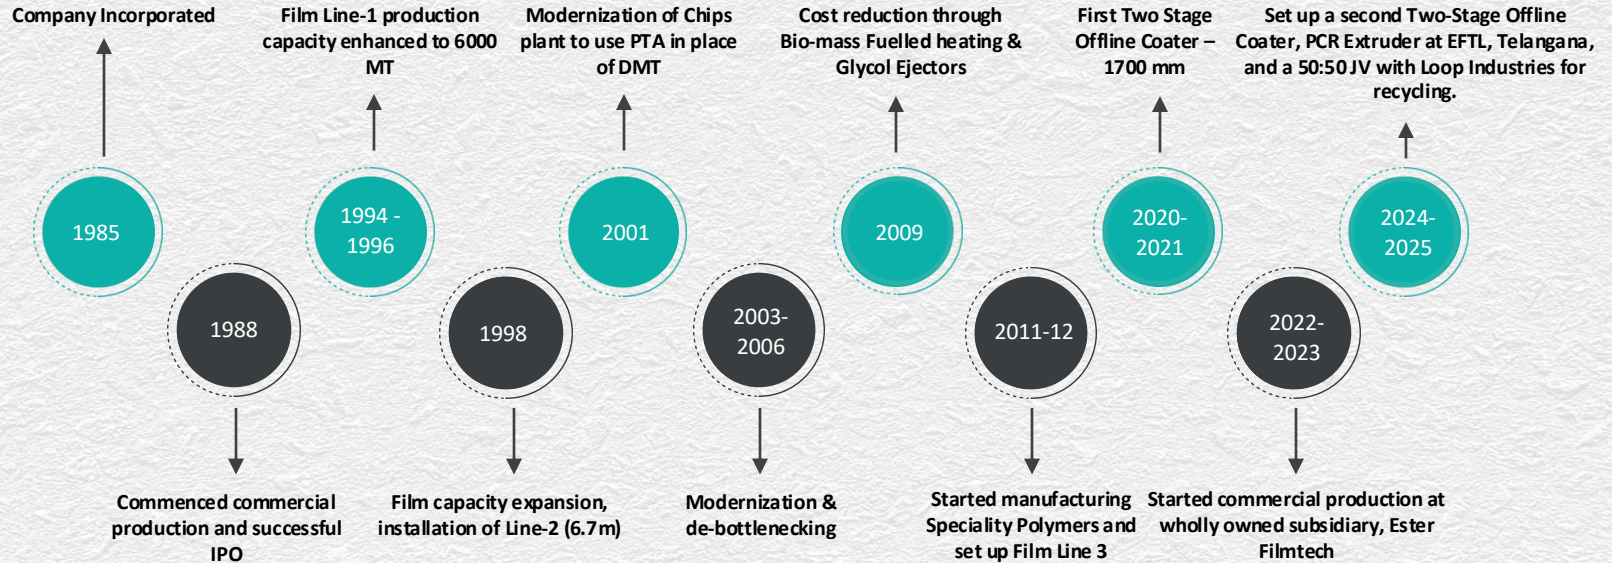 Company Incorporated
Film Line-1 production
capacity enhanced to 6000
MT
Modernization of Chips
plant to use PTA in place
of DMT
Cost reduction through
Bio-mass Fuelled heating &
Glycol Ejectors
First Two Stage
Offline Coater –
1700 mm
Set up a second Two-Stage Offline
Coater, PCR Extruder at EFTL, Telangana,
and a 50:50 JV with Loop Industries for
recycling.
1985
1994 -
1996
2001
2009
2020-
2021
2024-
2025
1988
1998
2003-
2006
2011-12
2022-
2023
Commenced commercial
production and successful
IPO
Film capacity expansion,
installation of Line-2 (6.7m)
Modernization &
de-bottlenecking
Started manufacturing
Speciality Polymers and
set up Film Line 3
Started commercial production at
wholly owned subsidiary, Ester
Filmtech